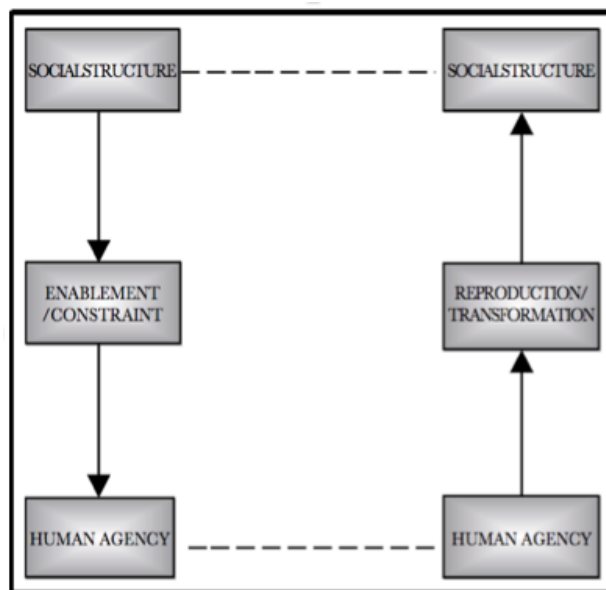 SOCIALSTRUCTURE
SOCIALSTRUCTURE
ENABLEMENT
/CONSTRAINT
REPRODUCTION/
TRANSFORMATION
HUMAN AGENCY
HUMAN AGENCY